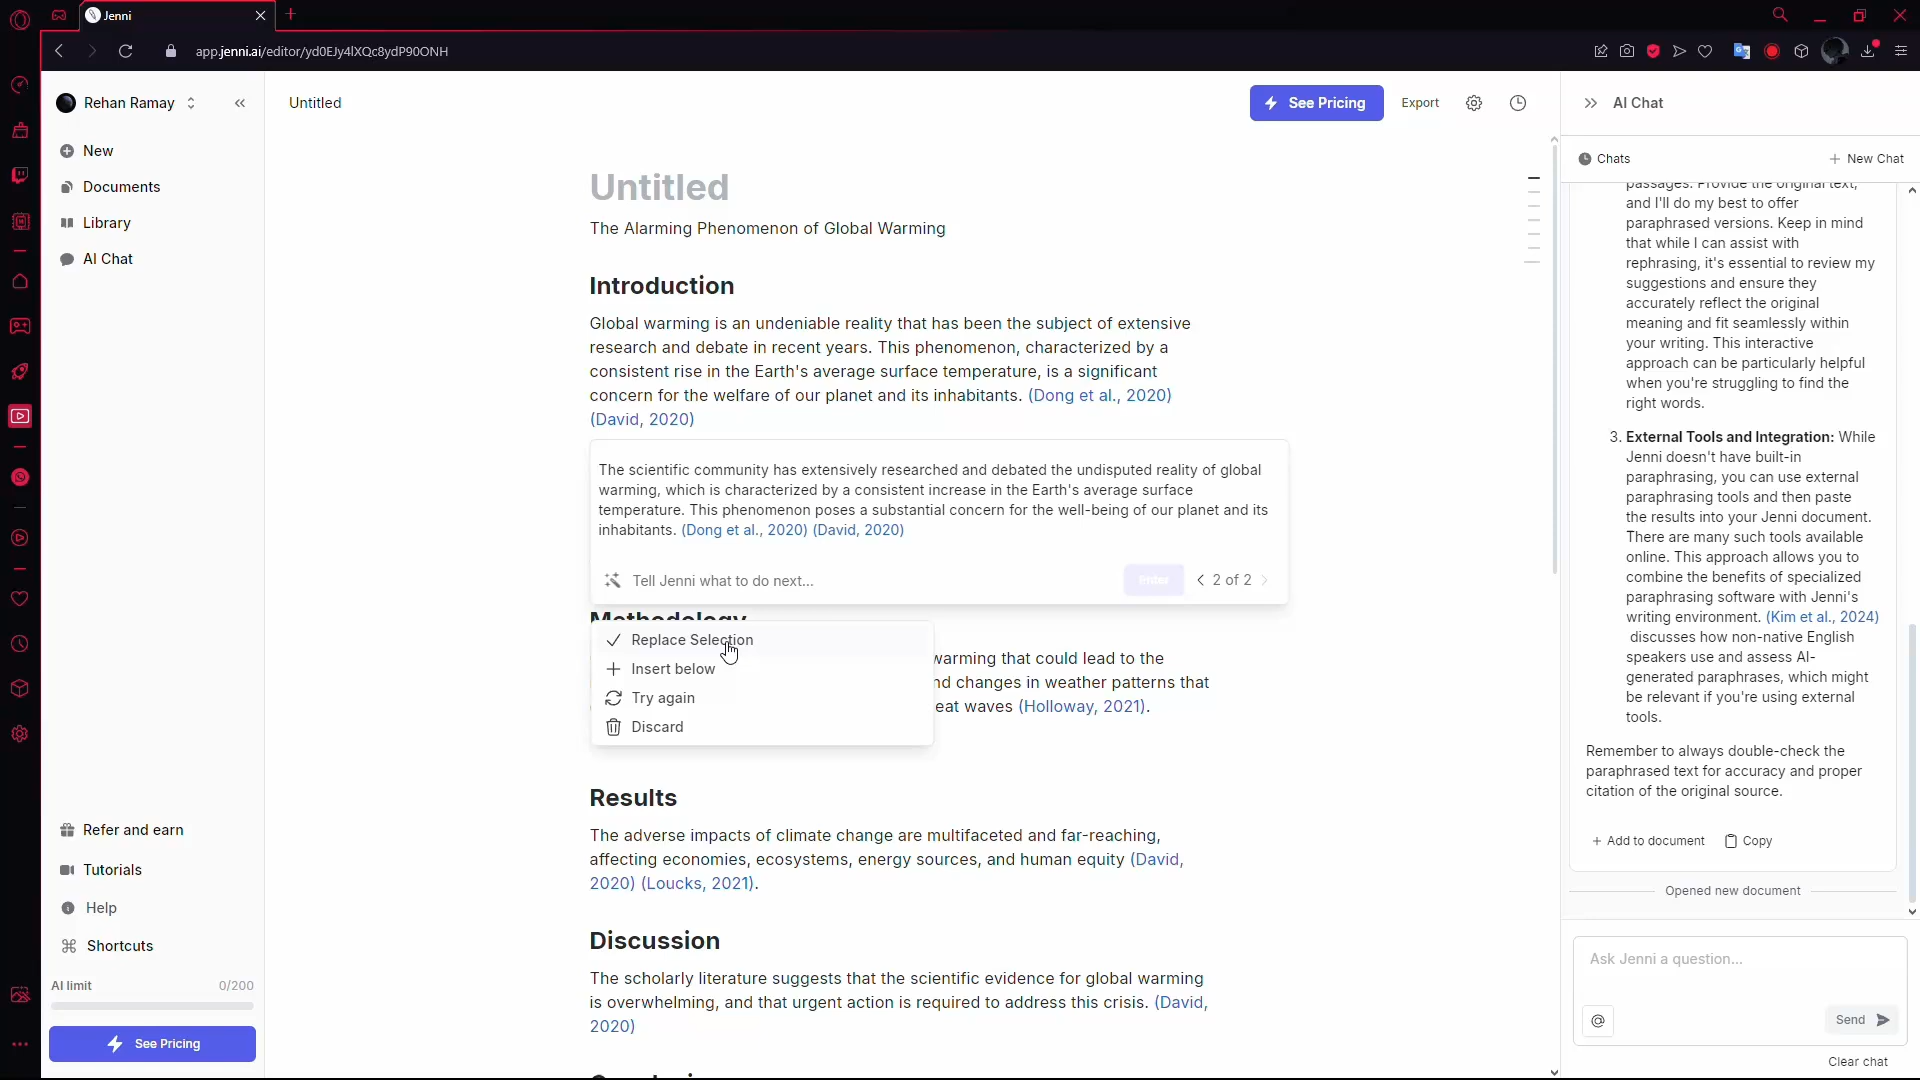 Jenni
app.jenni.ai/editor/yd0EJy4lXQc8ydP90ONH
Rehan Ramay
New
Documents
Library
AI Chat
Refer and earn
Tutorials
Help
Shortcuts
AI limit 0/200
See Pricing
Untitled
See Pricing
Export
Untitled
The Alarming Phenomenon of Global Warming
Introduction
Global warming is an undeniable reality that has been the subject of extensive
research and debate in recent years. This phenomenon, characterized by a
consistent rise in the Earth's average surface temperature, is a significant
concern for the welfare of our planet and its inhabitants. (Dong et al., 2020)
(David, 2020)
The scientific community has extensively researched and debated the undisputed reality of global
warming, which is characterized by a consistent increase in the Earth's average surface
temperature. This phenomenon poses a substantial concern for the well-being of our planet and its
inhabitants. (Dong et al., 2020) (David, 2020)
Tell Jenni what to do next...
Enter
2 of 2
Methodology
Replace Selection
Insert below
Try again
Discard
warming that could lead to the
nd changes in weather patterns that
eat waves (Holloway, 2021).
Results
The adverse impacts of climate change are multifaceted and far-reaching,
affecting economies, ecosystems, energy sources, and human equity (David,
2020) (Loucks, 2021).
Discussion
The scholarly literature suggests that the scientific evidence for global warming
is overwhelming, and that urgent action is required to address this crisis. (David,
2020)
AI Chat
Chats
New Chat
passages. Provide the original text,
and I'll do my best to offer
paraphrased versions. Keep in mind
that while I can assist with
rephrasing, it's essential to review my
suggestions and ensure they
accurately reflect the original
meaning and fit seamlessly within
your writing. This interactive
approach can be particularly helpful
when you're struggling to find the
right words.
3. External Tools and Integration: While
Jenni doesn't have built-in
paraphrasing, you can use external
paraphrasing tools and then paste
the results into your Jenni document.
There are many such tools available
online. This approach allows you to
combine the benefits of specialized
paraphrasing software with Jenni's
writing environment. (Kim et al., 2024)
discusses how non-native English
speakers use and assess AI-
generated paraphrases, which might
be relevant if you're using external
tools.
Remember to always double-check the
paraphrased text for accuracy and proper
citation of the original source.
+ Add to document
Copy
Opened new document
Ask Jenni a question...
@
Send
Clear chat